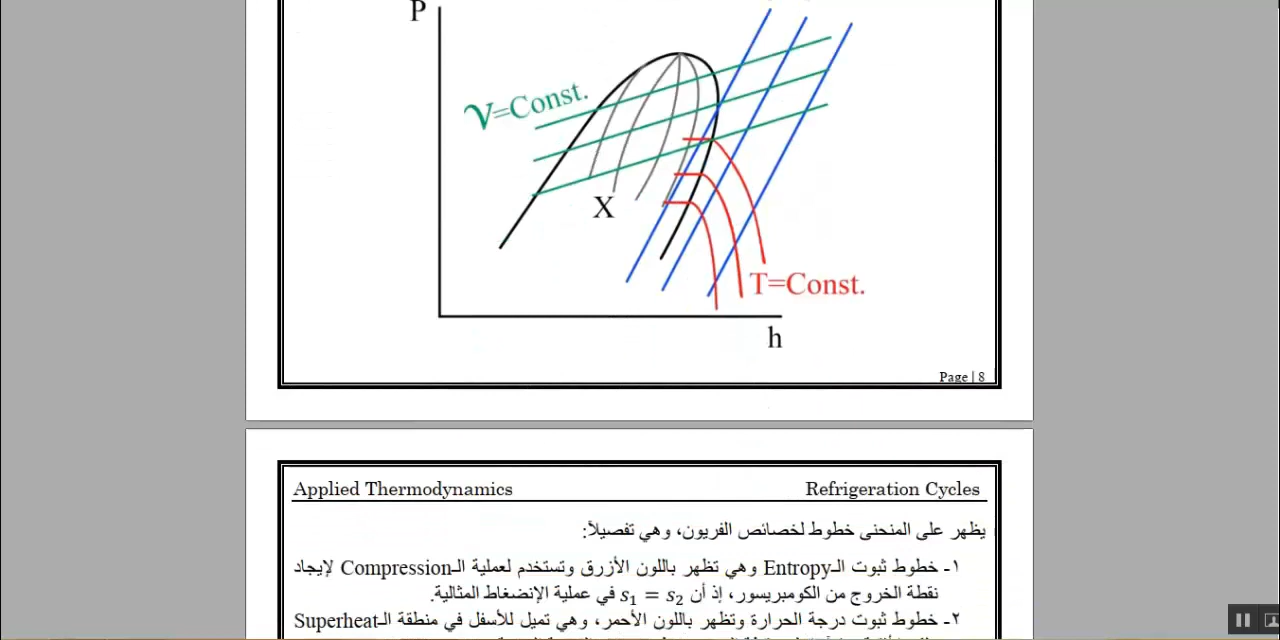 P
V=Const.
X
T=Const.
h
Page | 8
Applied Thermodynamics Refrigeration Cycles
يظهر على المنحنى خطوط لخصائص الفريون، وهي تفصيلاً:
١- خطوط ثبوت الـEntropy وهي تظهر باللون الأزرق وتستخدم لعملية الـCompression لإيجاد
نقطة الخروج من الكومبريسور، إذ أن s₁ = s₂ في عملية الإنضغاط المثالية.
٢- خطوط ثبوت درجة الحرارة وتظهر باللون الأحمر، وهي تميل للأسفل في منطقة الـSuperheat